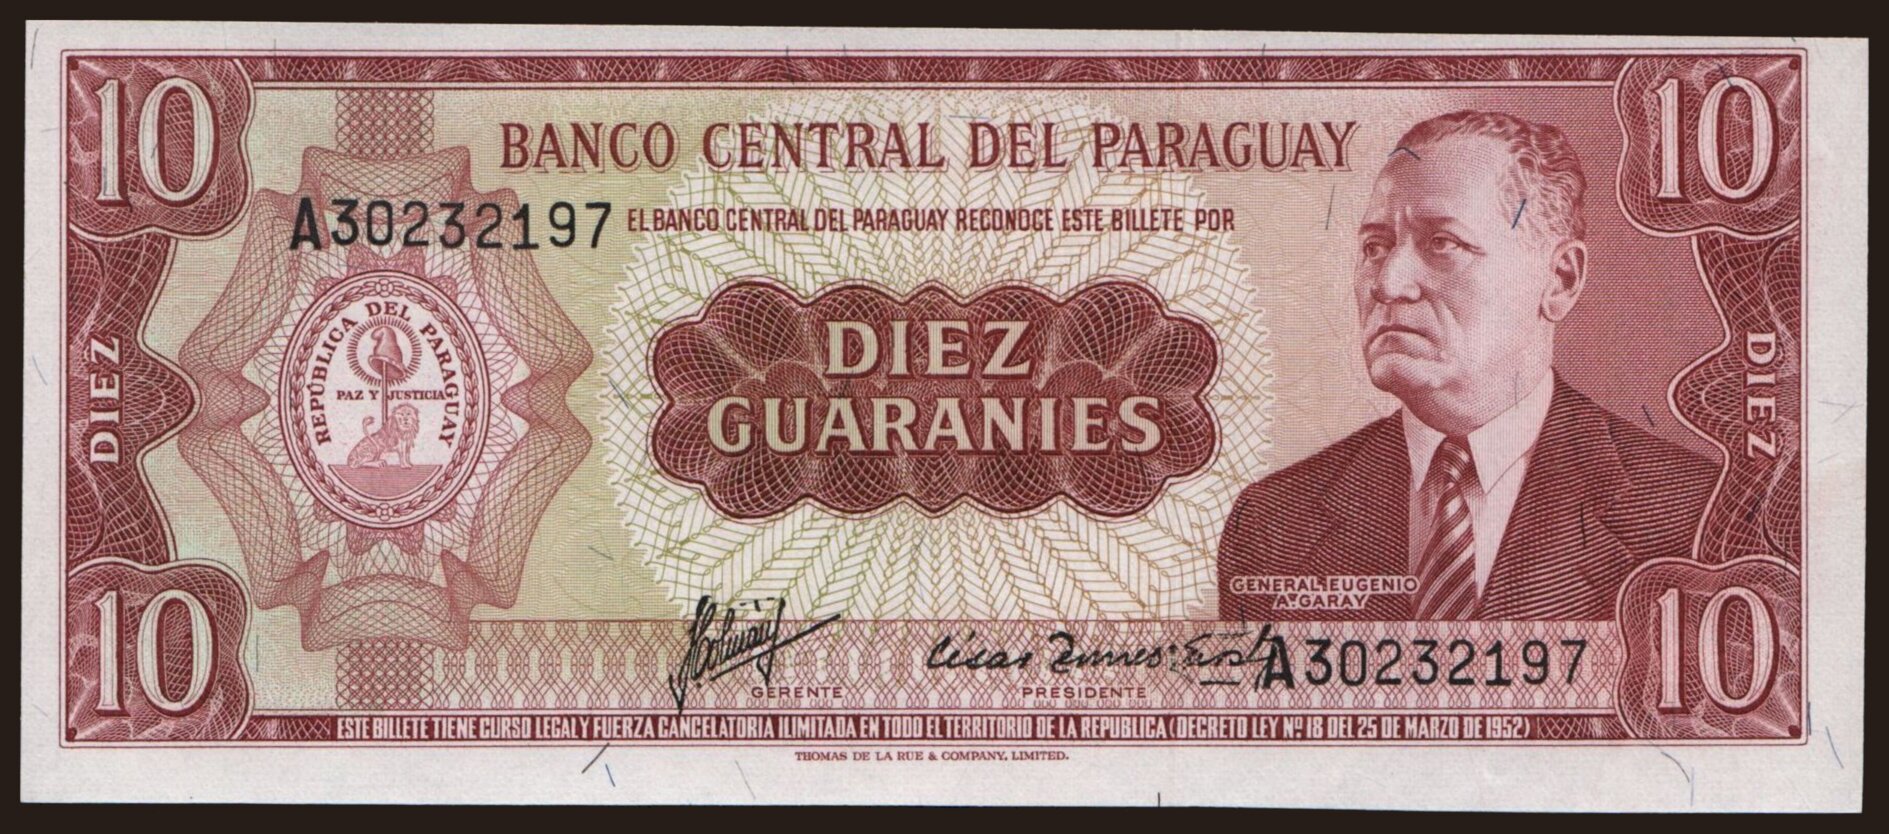 10
10
BANCO CENTRAL DEL PARAGUAY
A30232197
EL BANCO CENTRAL DEL PARAGUAY RECONOCE ESTE BILLETE POR
REPÚBLICA DEL PARAGUAY
PAZ Y JUSTICIA
DIEZ
DIEZ
GUARANIES
DIEZ
GENERAL EUGENIO
A. GARAY
GERENTE
César
PRESIDENTE
A30232197
10
10
ESTE BILLETE TIENE CURSO LEGAL Y FUERZA CANCELATORIA ILIMITADA EN TODO EL TERRITORIO DE LA REPUBLICA (DECRETO LEY Nº 18 DEL 25 DE MARZO DE 1952)
THOMAS DE LA RUE & COMPANY, LIMITED.